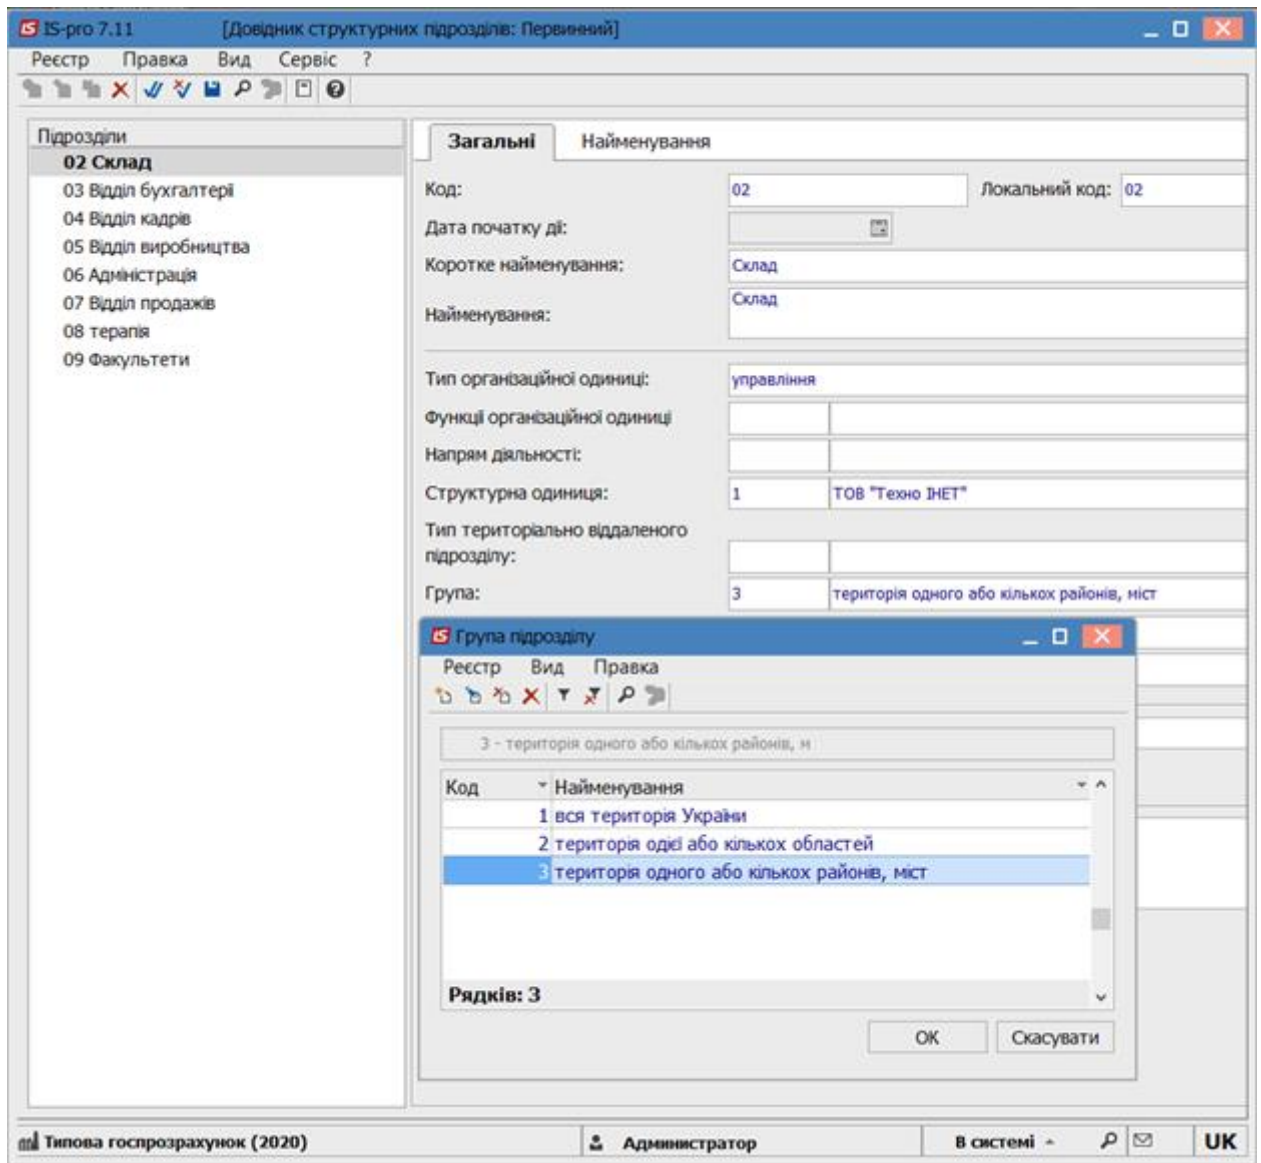 IS-pro 7.11 [Довідник структурних підрозділів: Первинний]
Реєстр Правка Вид Сервіс ?
Підрозділи
02 Склад
03 Відділ бухгалтерії
04 Відділ кадрів
05 Відділ виробництва
06 Адміністрація
07 Відділ продажів
08 терапія
09 Факультети
Загальні Найменування
Код: 02 Локальний код: 02
Дата початку дії:
Коротке найменування: Склад
Найменування: Склад
Тип організаційної одиниці: управління
Функції організаційної одиниці
Напрям діяльності:
Структурна одиниця: 1 ТОВ "Техно ІНЕТ"
Тип територіально віддаленого
підрозділу:
Група: 3 територія одного або кількох районів, міст
Група підрозділу
Реєстр Вид Правка
3 - територія одного або кількох районів, м
Код Найменування
1 вся територія України
2 територія одієї або кількох областей
3 територія одного або кількох районів, міст
Рядків: 3
OK Скасувати
Типова госпрозрахунок (2020) Администратор В системі UK